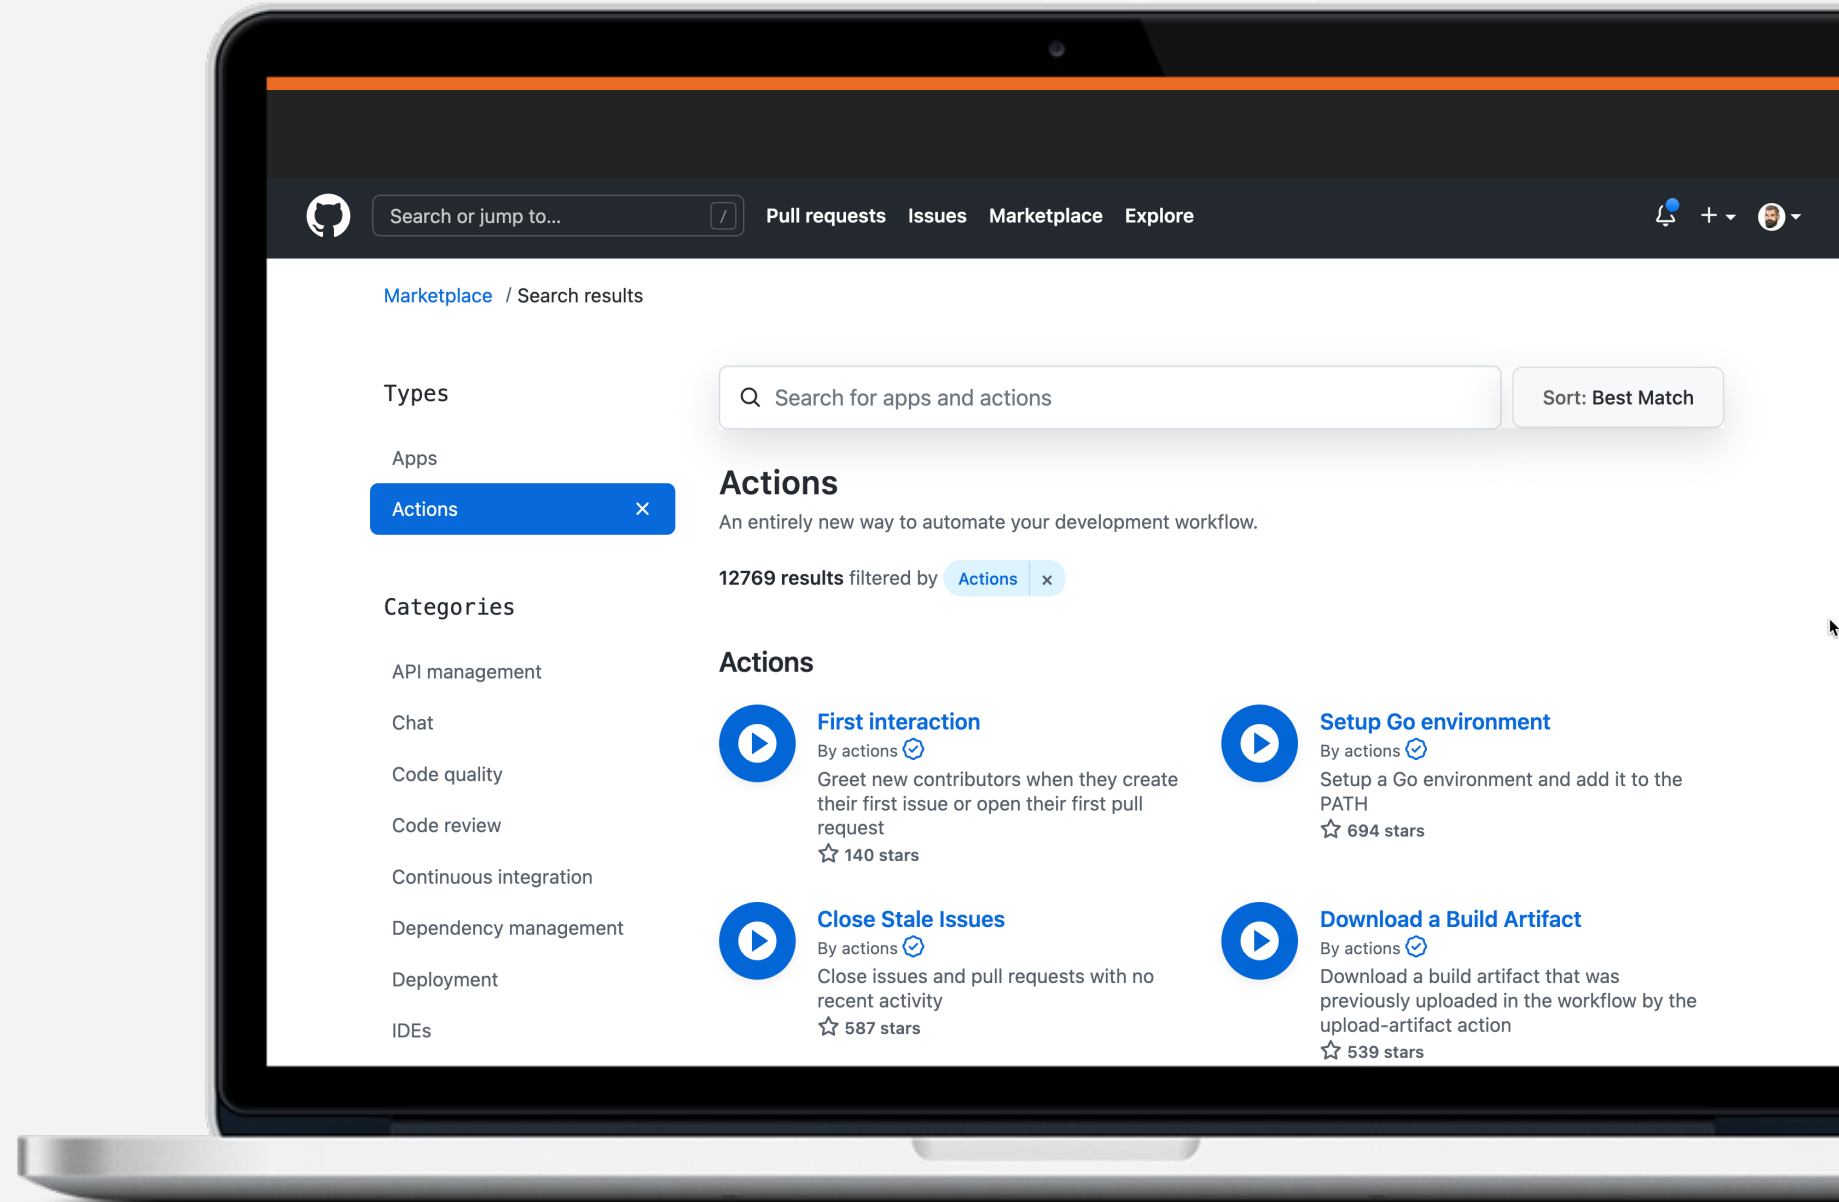 Search or jump to... /
Pull requests Issues Marketplace Explore
Marketplace / Search results
Types
Apps
Actions
Categories
API management
Chat
Code quality
Code review
Continuous integration
Dependency management
Deployment
IDEs
Search for apps and actions
Sort: Best Match
Actions
An entirely new way to automate your development workflow.
12769 results filtered by Actions ×
Actions
First interaction
By actions
Greet new contributors when they create
their first issue or open their first pull
request
140 stars
Setup Go environment
By actions
Setup a Go environment and add it to the
PATH
694 stars
Close Stale Issues
By actions
Close issues and pull requests with no
recent activity
587 stars
Download a Build Artifact
By actions
Download a build artifact that was
previously uploaded in the workflow by the
upload-artifact action
539 stars